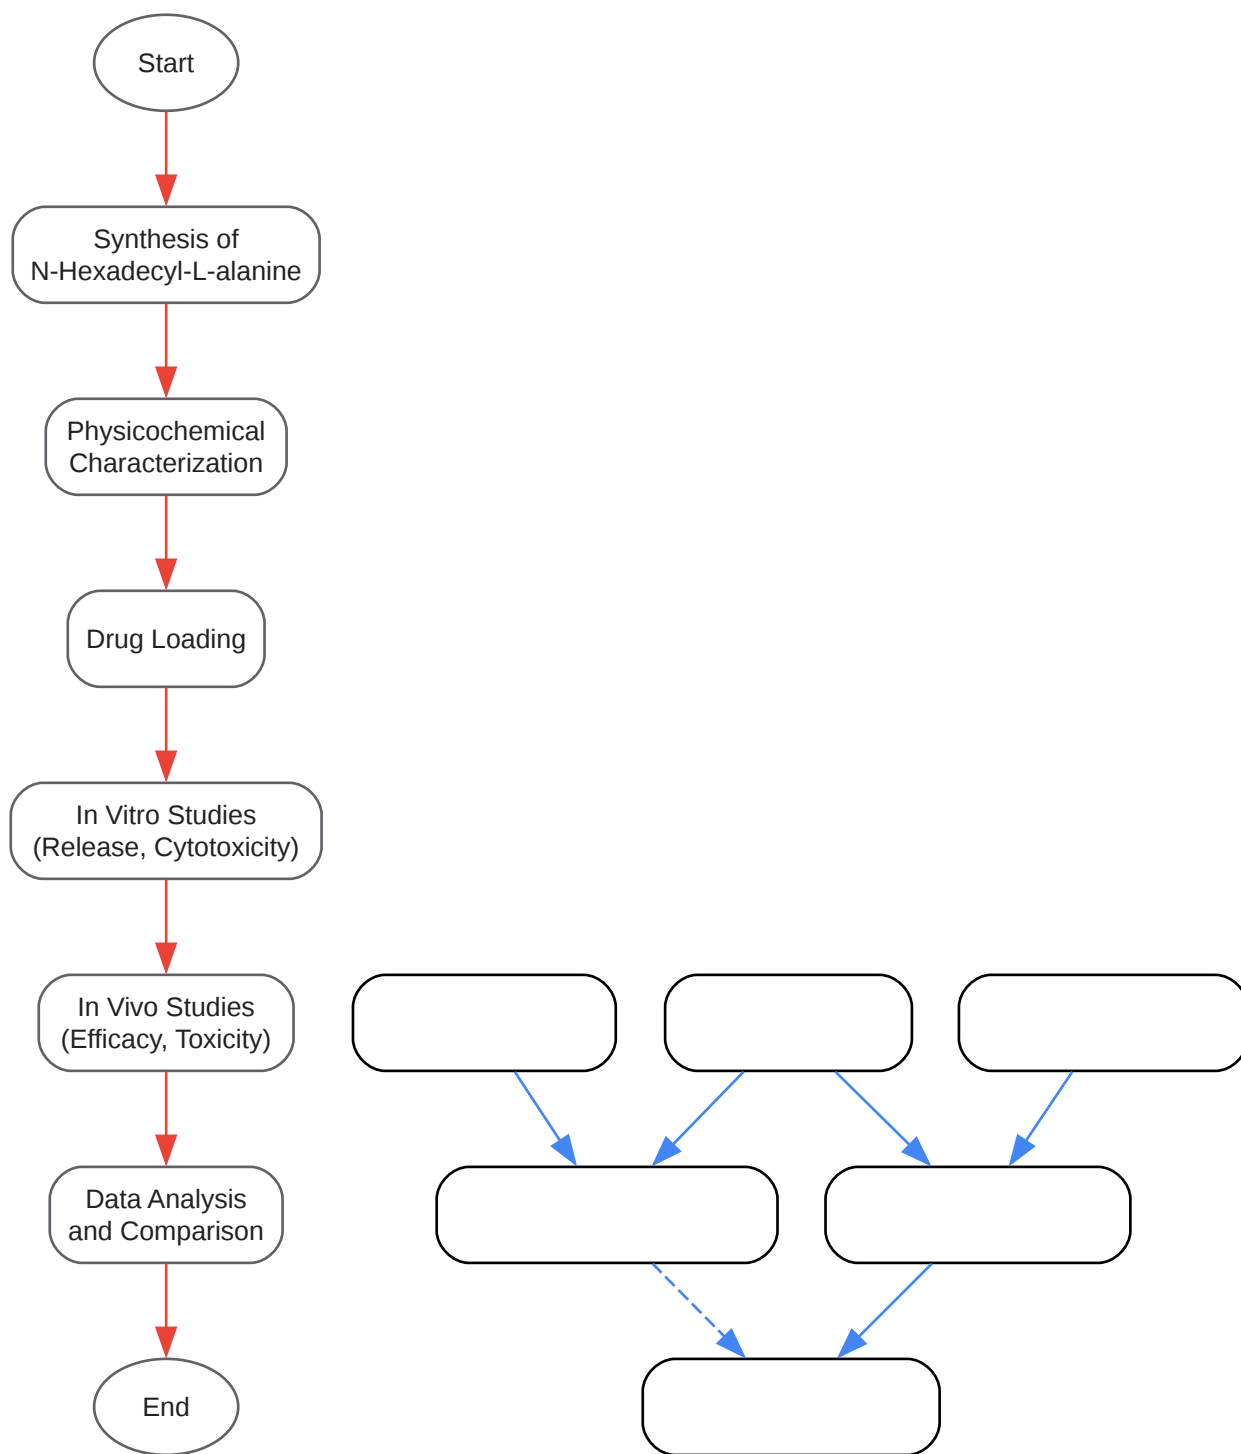 Start
Synthesis of
N-Hexadecyl-L-alanine
Physicochemical
Characterization
Drug Loading
In Vitro Studies
(Release, Cytotoxicity)
In Vivo Studies
(Efficacy, Toxicity)
Data Analysis
and Comparison
End